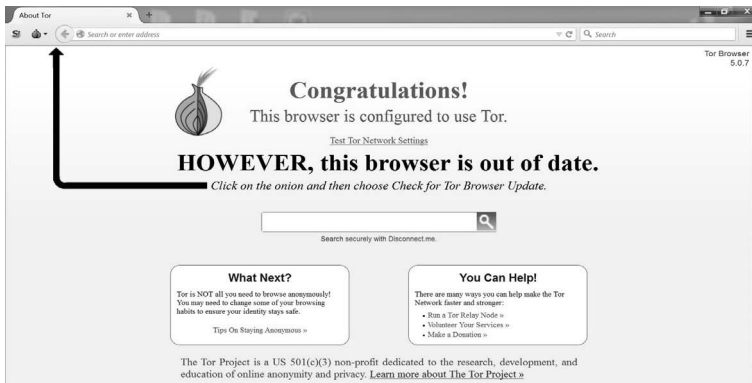 About Tor
Search or enter address
Search
Tor Browser
5.0.7
Congratulations!
This browser is configured to use Tor.
Test Tor Network Settings
HOWEVER, this browser is out of date.
Click on the onion and then choose Check for Tor Browser Update.
Search securely with Disconnect.me.
What Next?
Tor is NOT all you need to browse anonymously!
You may need to change some of your browsing
habits to ensure your identity stays safe.
Tips On Staying Anonymous »
You Can Help!
There are many ways you can help make the Tor
Network faster and stronger:
• Run a Tor Relay Node »
• Volunteer Your Services »
• Make a Donation »
The Tor Project is a US 501(c)(3) non-profit dedicated to the research, development, and
education of online anonymity and privacy. Learn more about The Tor Project »